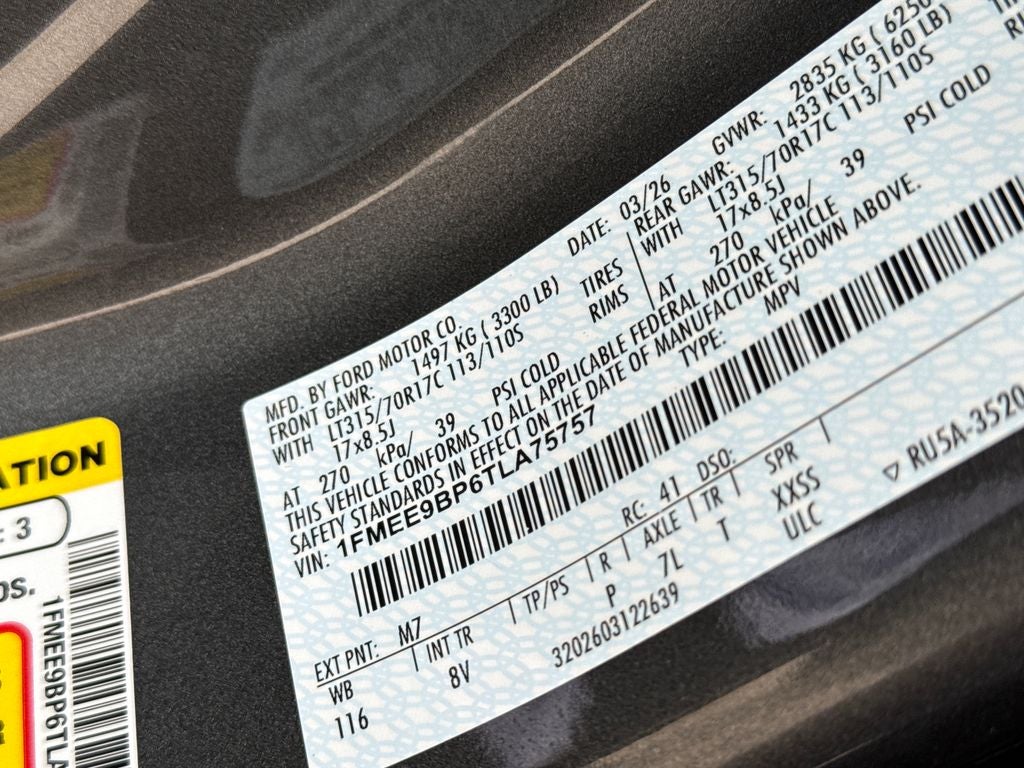 MFD. BY FORD MOTOR CO.
DATE: 03/26
GVWR: 2835 KG ( 6250
FRONT GAWR: 1497 KG ( 3300 LB)
REAR GAWR: 1433 KG ( 3160 LB)
WITH LT315/70R17C 113/110S TIRES
WITH LT315/70R17C 113/110S
17x8.5J RIMS
17x8.5J
AT 270 kPa/ 39 PSI COLD
AT 270 kPa/ 39 PSI COLD
THIS VEHICLE CONFORMS TO ALL APPLICABLE FEDERAL MOTOR VEHICLE
SAFETY STANDARDS IN EFFECT ON THE DATE OF MANUFACTURE SHOWN ABOVE.
VIN: 1FMEE9BP6TLA75757
TYPE: MPV
EXT PNT: M7
RC: 41 DSO:
WB INT TR TP/PS R AXLE TR SPR
116 8V P 7L T XXSS
ULC
3202603122639
RU5A-3520
ATION
: 3
os.
1FMEE9BP6TLA